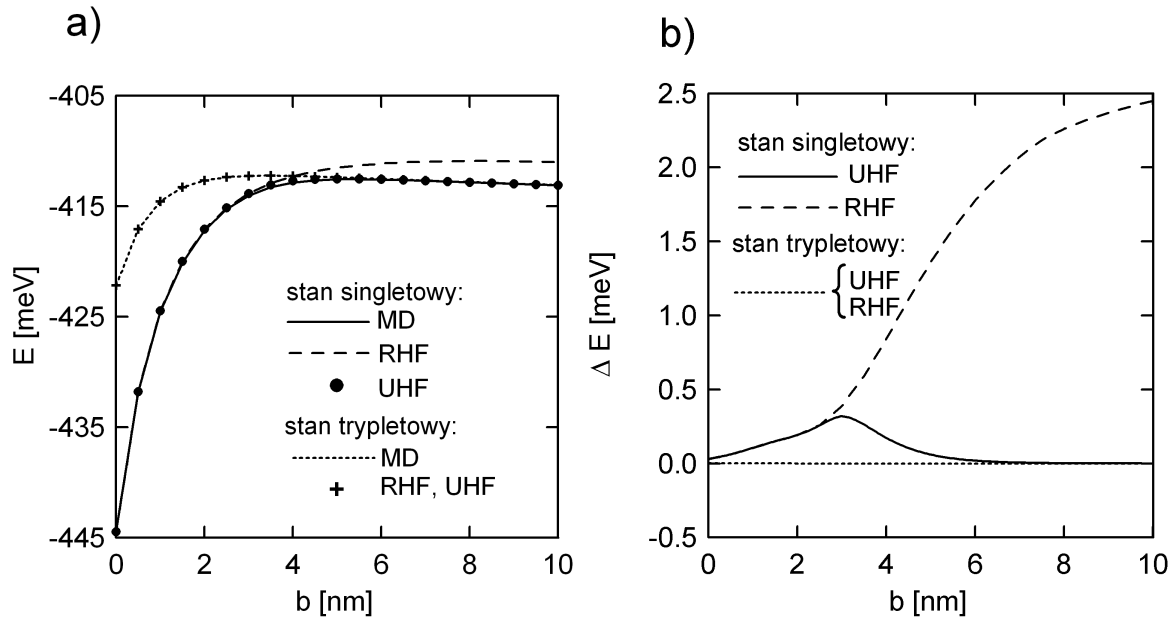 a)
-405
-415
-425
-435
-445
E [meV]
stan singletowy:
MD
RHF
UHF
stan trypletowy:
MD
RHF, UHF
0
2
4
6
8
10
b [nm]
b)
2.5
2.0
1.5
1.0
0.5
0.0
-0.5
Δ E [meV]
stan singletowy:
UHF
RHF
stan trypletowy:
UHF
RHF
0
2
4
6
8
10
b [nm]